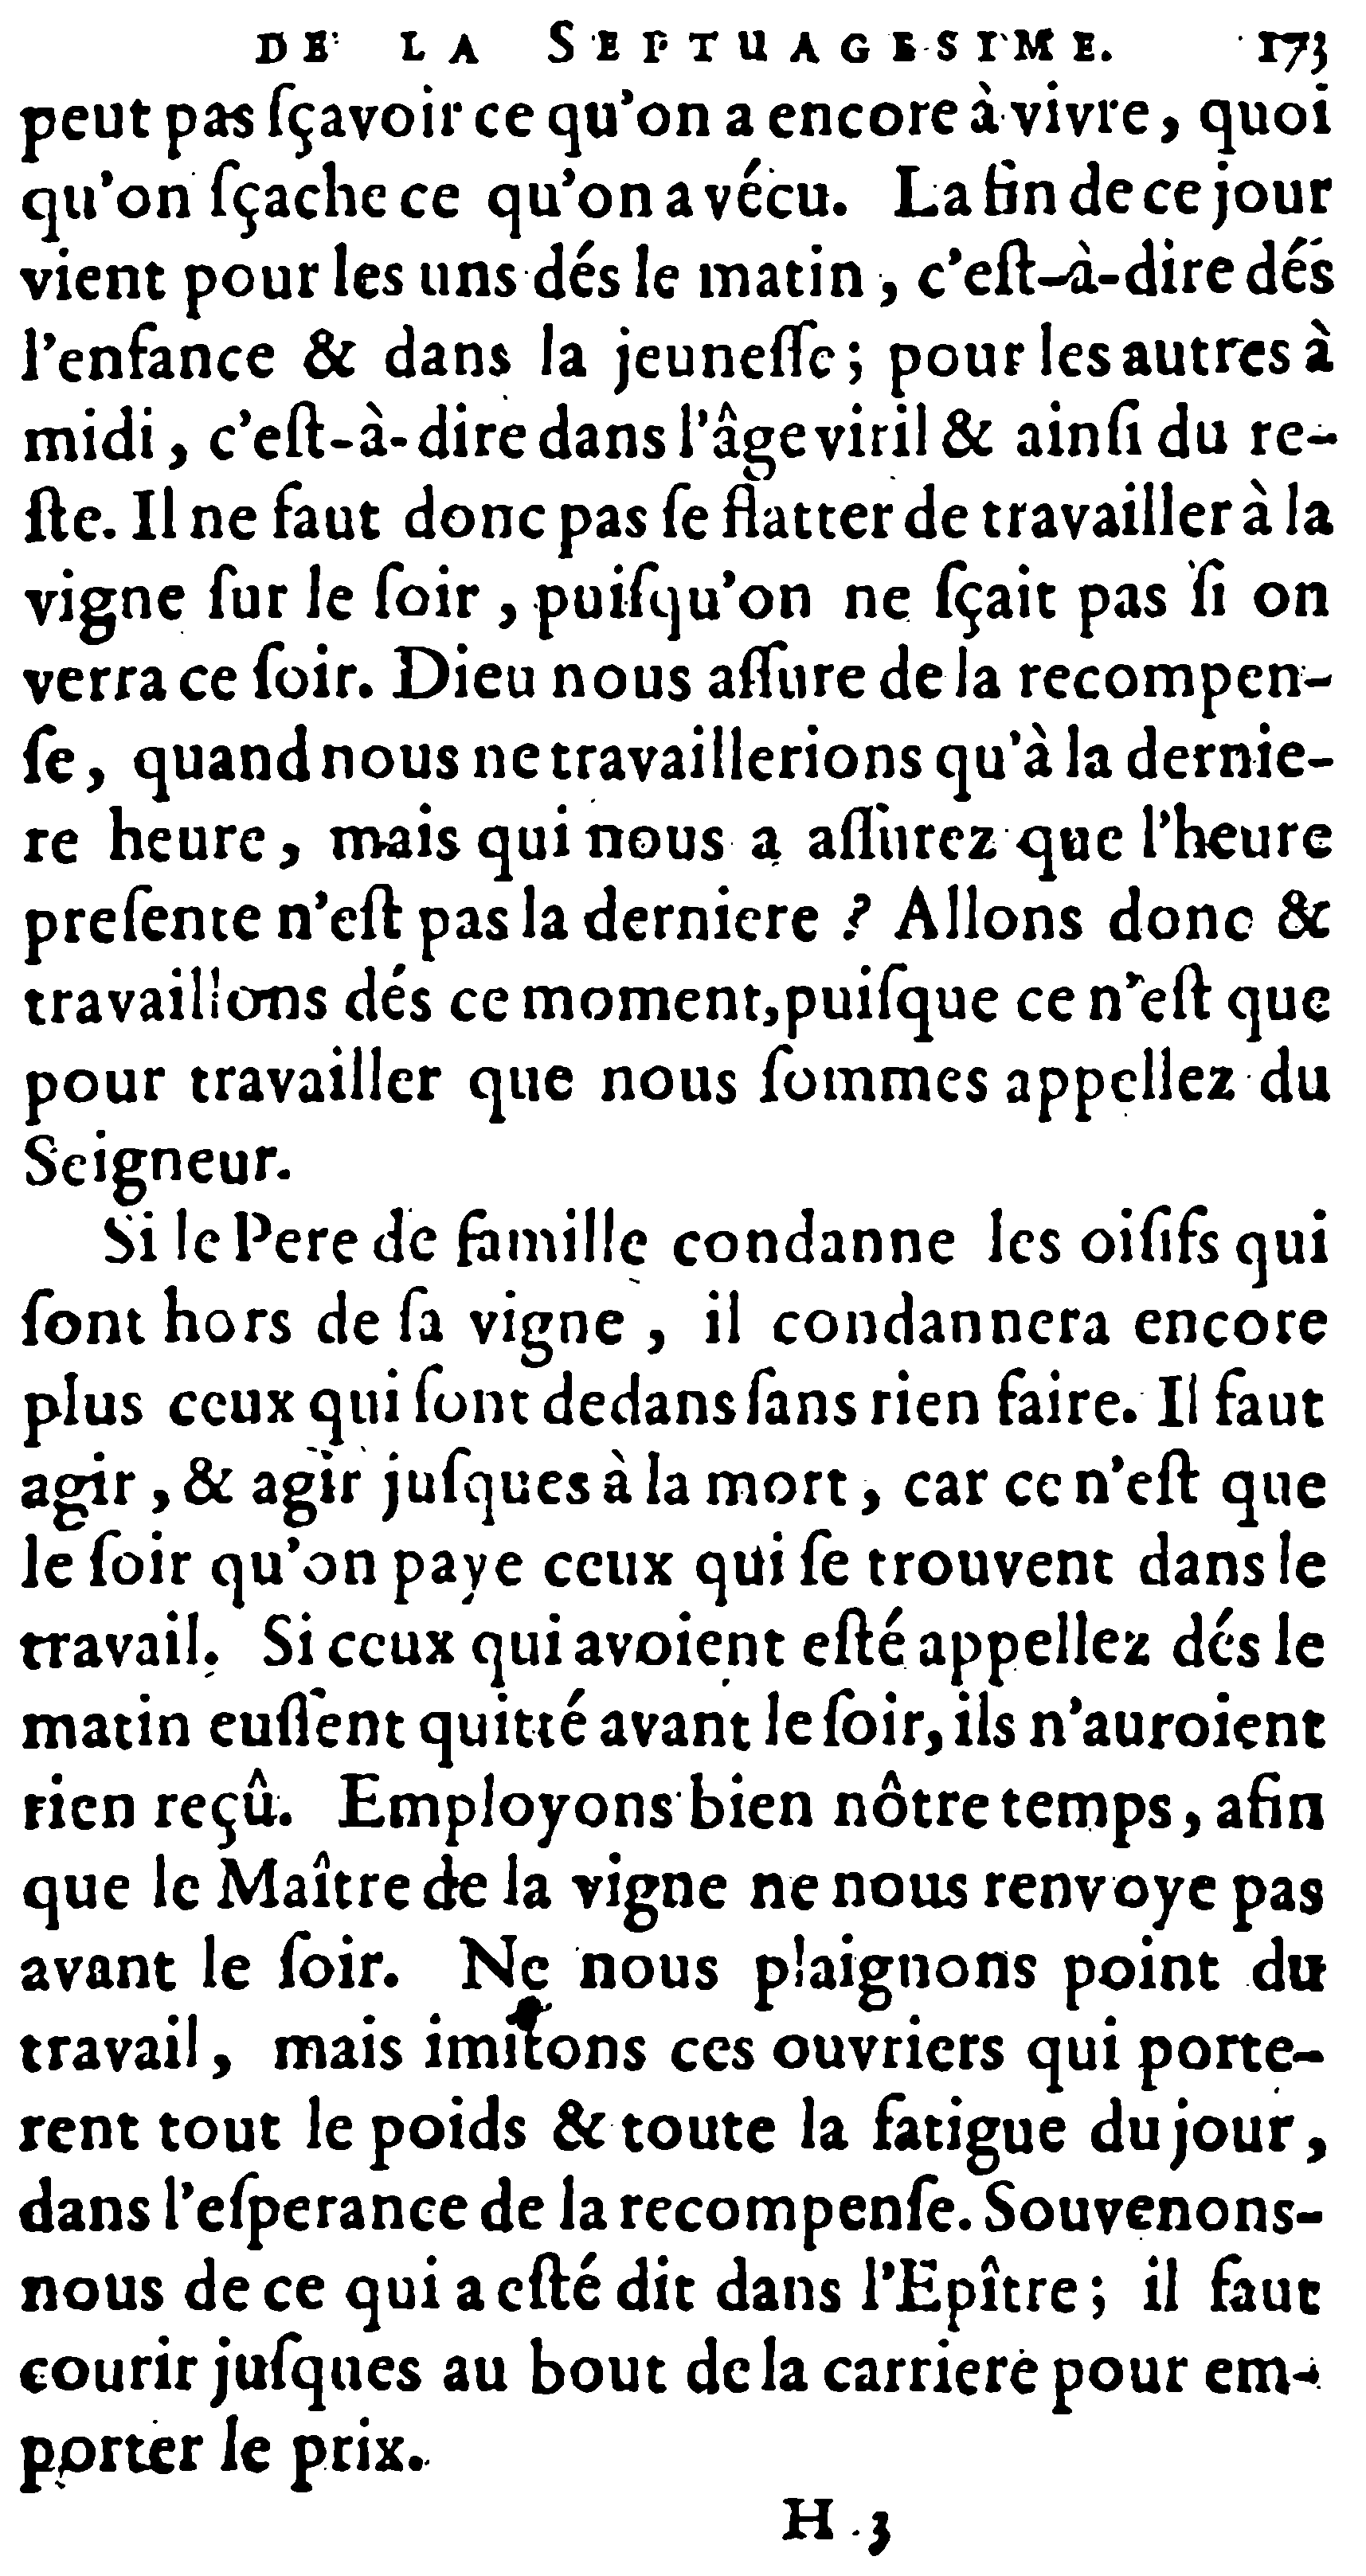 DE LA SEPTUAGESIME. 173
peut pas ſçavoir ce qu'on a encore à vivre, quoi
qu'on ſçache ce qu'on a vécu. La fin de ce jour
vient pour les uns dés le matin, c'eſt-à-dire dés
l'enfance & dans la jeuneſſe; pour les autres à
midi, c'eſt-à-dire dans l'âge viril & ainſi du re-
ſte. Il ne faut donc pas ſe flatter de travailler à la
vigne ſur le ſoir, puiſqu'on ne ſçait pas ſi on
verra ce ſoir. Dieu nous aſſure de la recompen-
ſe, quand nous ne travaillerions qu'à la dernie-
re heure, mais qui nous a aſſurez que l'heure
preſente n'eſt pas la derniere ? Allons donc &
travaillons dés ce moment, puiſque ce n'eſt que
pour travailler que nous ſommes appellez du
Seigneur.
Si le Pere de famille condanne les oiſifs qui
ſont hors de ſa vigne, il condannera encore
plus ceux qui ſont dedans ſans rien faire. Il faut
agir, & agir juſques à la mort, car ce n'eſt que
le ſoir qu'on paye ceux qui ſe trouvent dans le
travail. Si ceux qui avoient eſté appellez dés le
matin euſſent quitté avant le ſoir, ils n'auroient
rien reçû. Employons bien nôtre temps, afin
que le Maître de la vigne ne nous renvoye pas
avant le ſoir. Ne nous plaignons point du
travail, mais imitons ces ouvriers qui porte-
rent tout le poids & toute la fatigue du jour,
dans l'eſperance de la recompenſe. Souvenons-
nous de ce qui a eſté dit dans l'Epître; il faut
courir juſques au bout de la carriere pour em-
porter le prix.
H 3